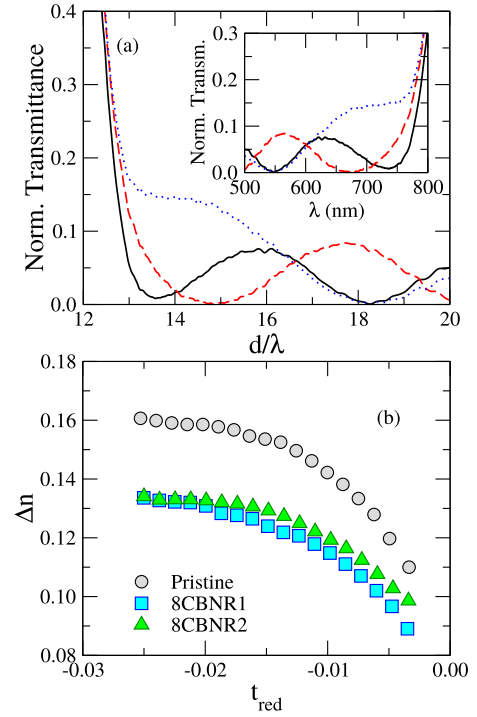 0.4
0.3
0.2
0.1
0.0
Norm. Transmittance
(a)
0.3
0.2
0.1
0.0
Norm. Transm.
500
600
700
800
λ (nm)
12
14
16
18
20
d/λ
0.18
0.16
0.14
0.12
0.10
0.08
Δn
(b)
Pristine
8CBNR1
8CBNR2
-0.03
-0.02
-0.01
0.00
t_red